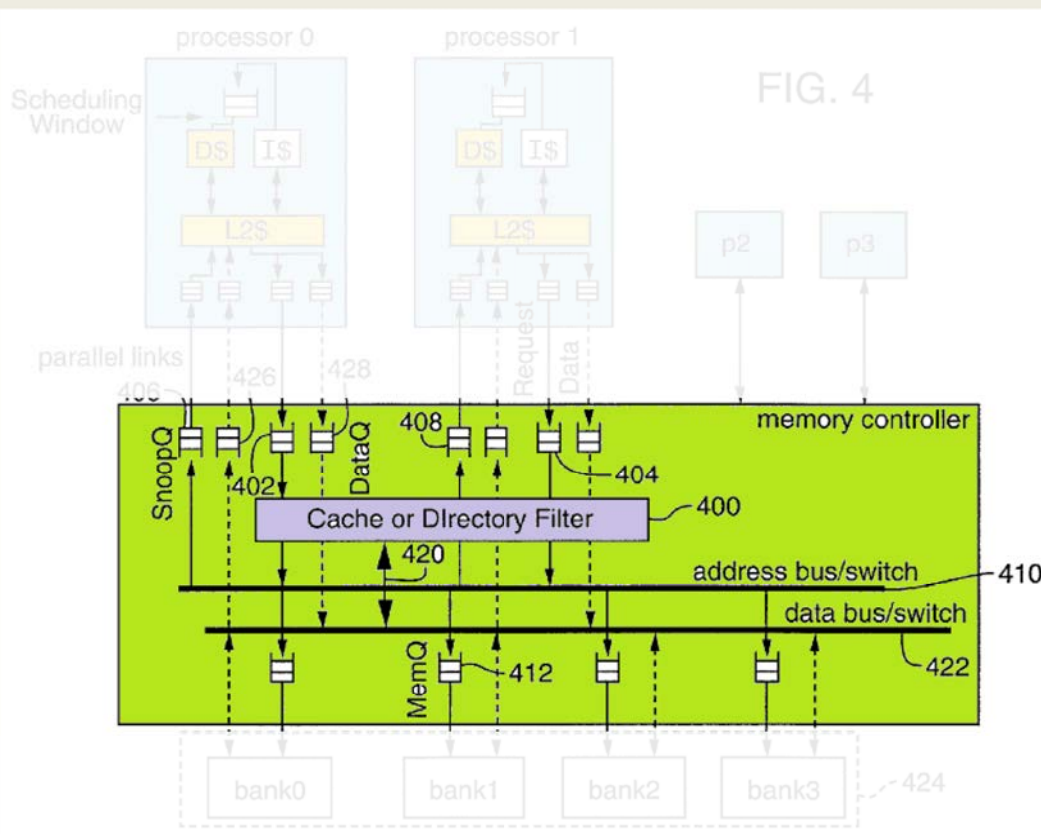 processor 0
processor 1
FIG. 4
Scheduling
Window
D$
I$
D$
I$
L2$
L2$
p2
p3
parallel links
Request
Data
406
426
428
SnoopQ
402
DataQ
408
404
memory controller
Cache or DIrectory Filter
400
420
address bus/switch
410
data bus/switch
422
MemQ
412
bank0
bank1
bank2
bank3
424